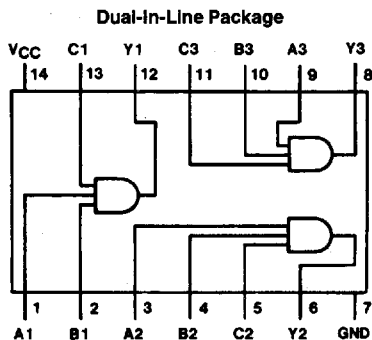 Dual-In-Line Package
VCC C1 Y1 C3 B3 A3 Y3
14 13 12 11 10 9 8
1 2 3 4 5 6 7
A1 B1 A2 B2 C2 Y2 GND